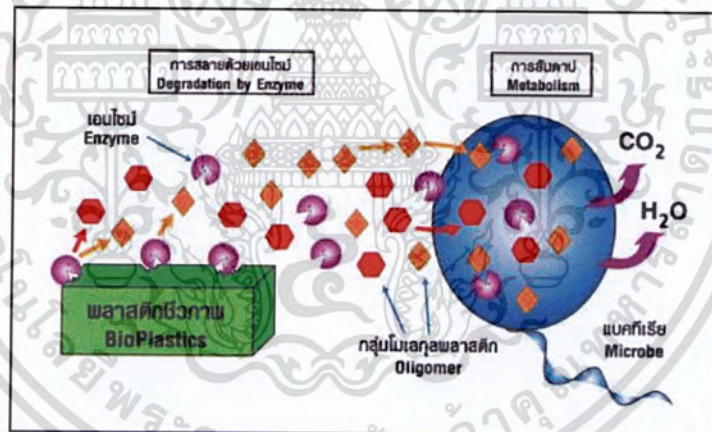 การสลายด้วยเอนไซม์
Degradation by Enzyme
การสันดาป
Metabolism
เอนไซม์
Enzyme
CO2
H2O
พลาสติกชีวภาพ
BioPlastics
กลุ่มโมเลกุลพลาสติก
Oligomer
แบคทีเรีย
Microbe